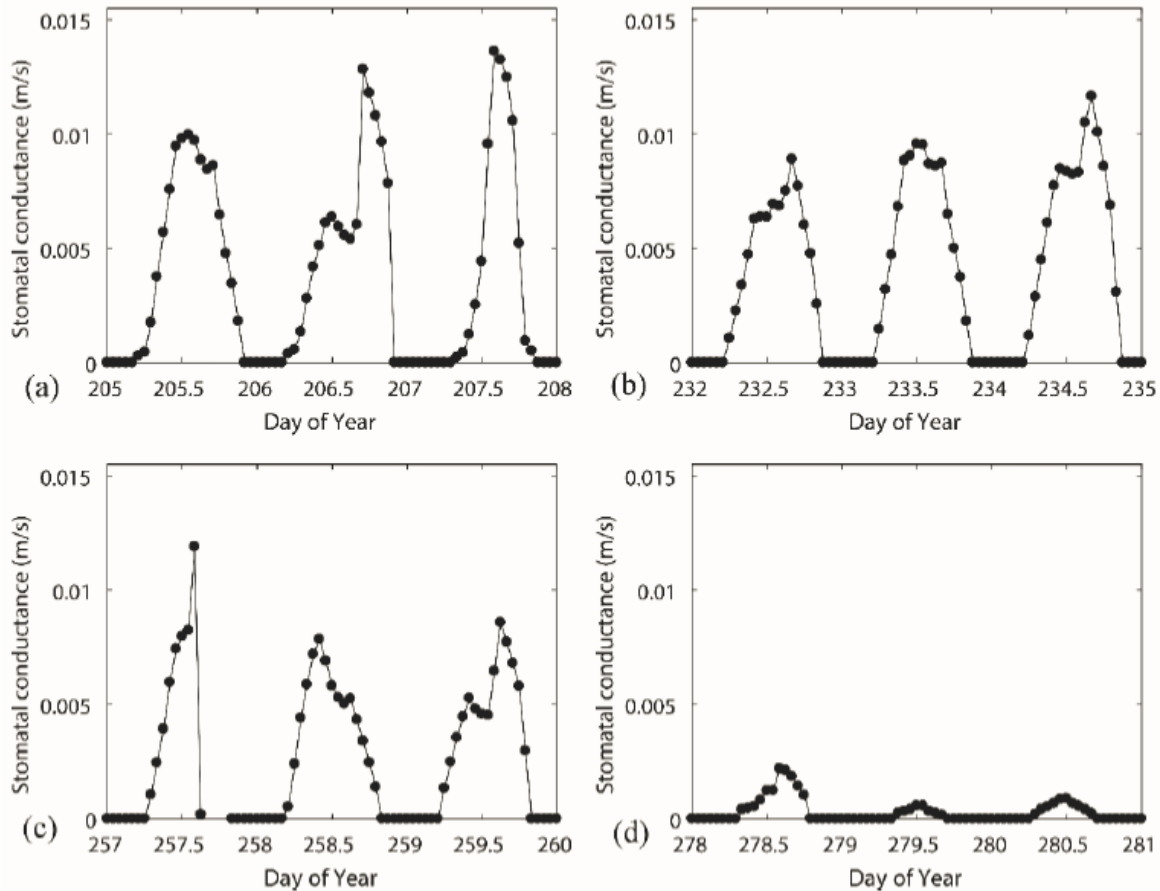 0.015
0.01
0.005
0
Stomatal conductance (m/s)
205 205.5 206 206.5 207 207.5 208
Day of Year
(a)
0.015
0.01
0.005
0
Stomatal conductance (m/s)
232 232.5 233 233.5 234 234.5 235
Day of Year
(b)
0.015
0.01
0.005
0
Stomatal conductance (m/s)
257 257.5 258 258.5 259 259.5 260
Day of Year
(c)
0.015
0.01
0.005
0
Stomatal conductance (m/s)
278 278.5 279 279.5 280 280.5 281
Day of Year
(d)